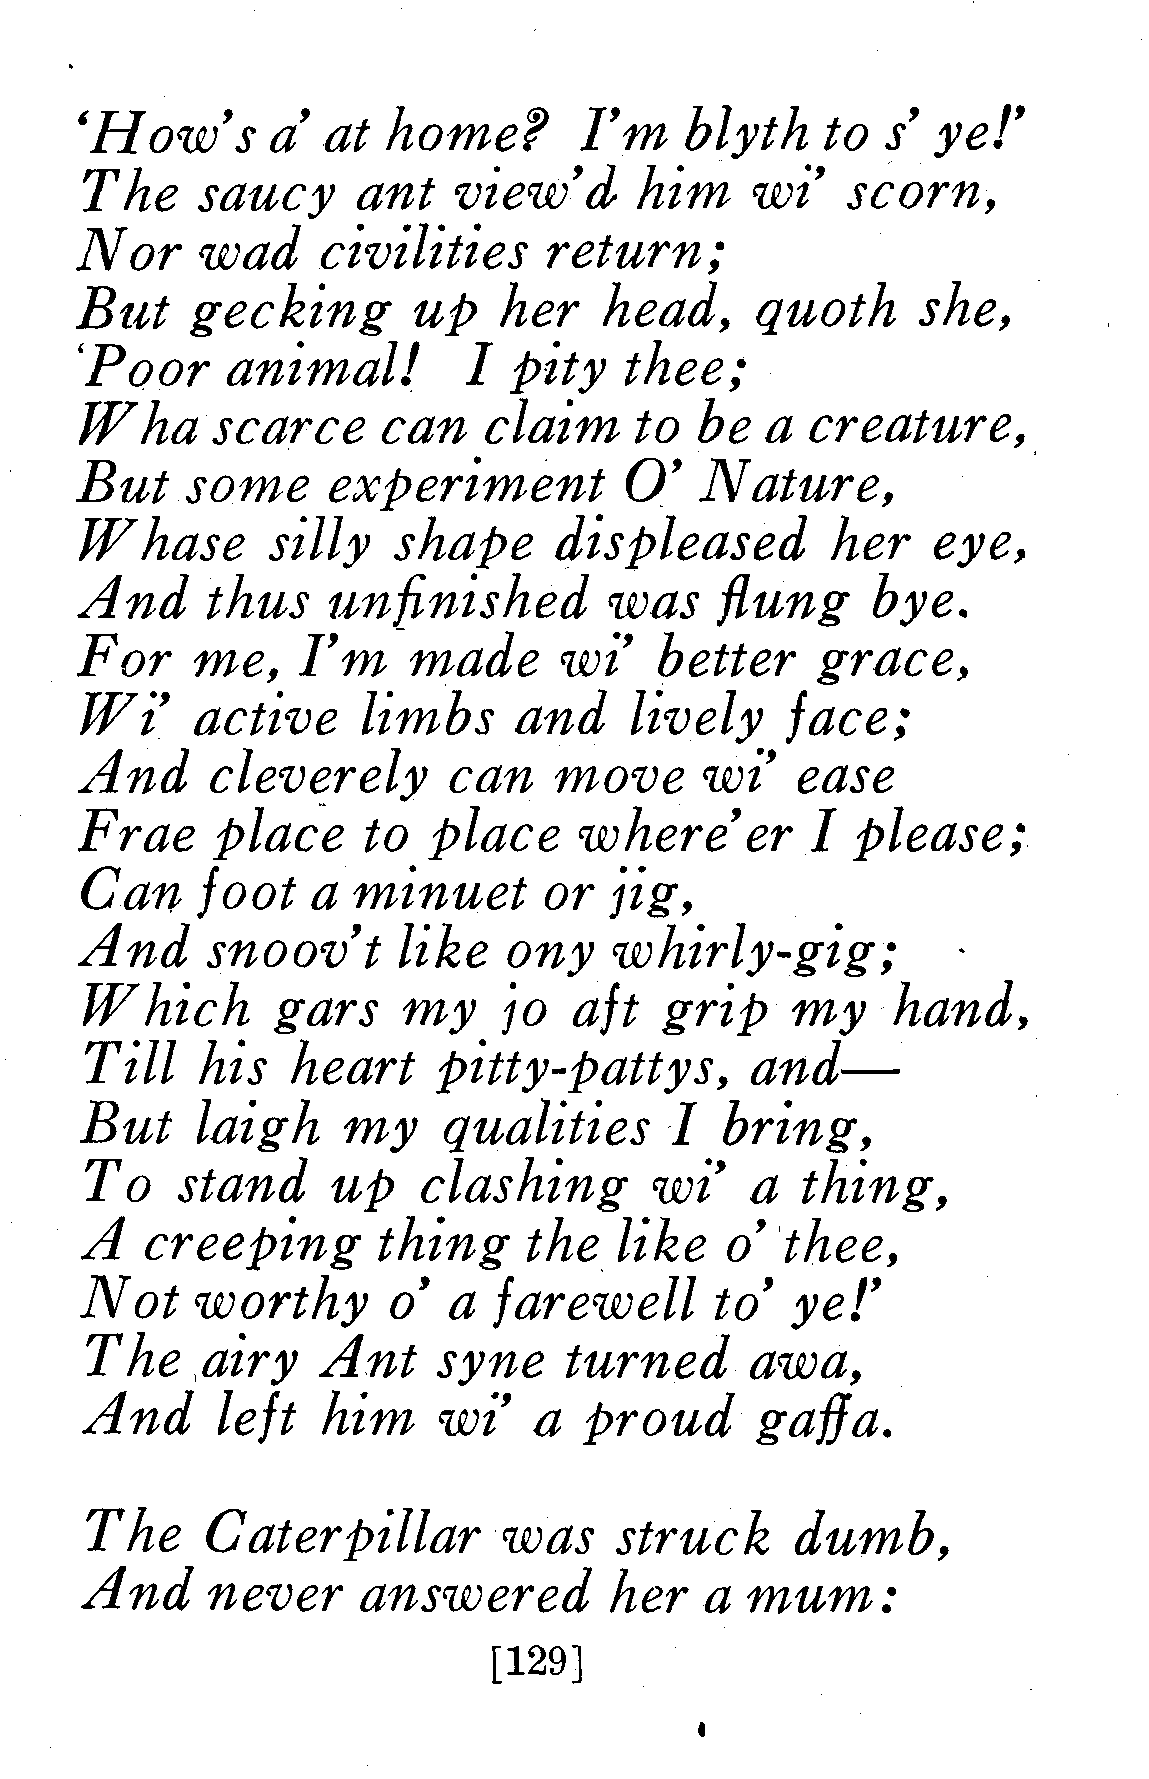 ‘How’s a’ at home? I’m blyth to s’ ye!’
The saucy ant view’d him wi’ scorn,
Nor wad civilities return;
But gecking up her head, quoth she,
‘Poor animal! I pity thee;
Wha scarce can claim to be a creature,
But some experiment O’ Nature,
Whase silly shape displeased her eye,
And thus unfinished was flung bye.
For me, I’m made wi’ better grace,
Wi’ active limbs and lively face;
And cleverely can move wi’ ease
Frae place to place where’er I please;
Can foot a minuet or jig,
And snoov’t like ony whirly-gig;
Which gars my jo aft grip my hand,
Till his heart pitty-pattys, and—
But laigh my qualities I bring,
To stand up clashing wi’ a thing,
A creeping thing the like o’ thee,
Not worthy o’ a farewell to’ ye!’
The airy Ant syne turned awa,
And left him wi’ a proud gaffa.
The Caterpillar was struck dumb,
And never answered her a mum:
[129]